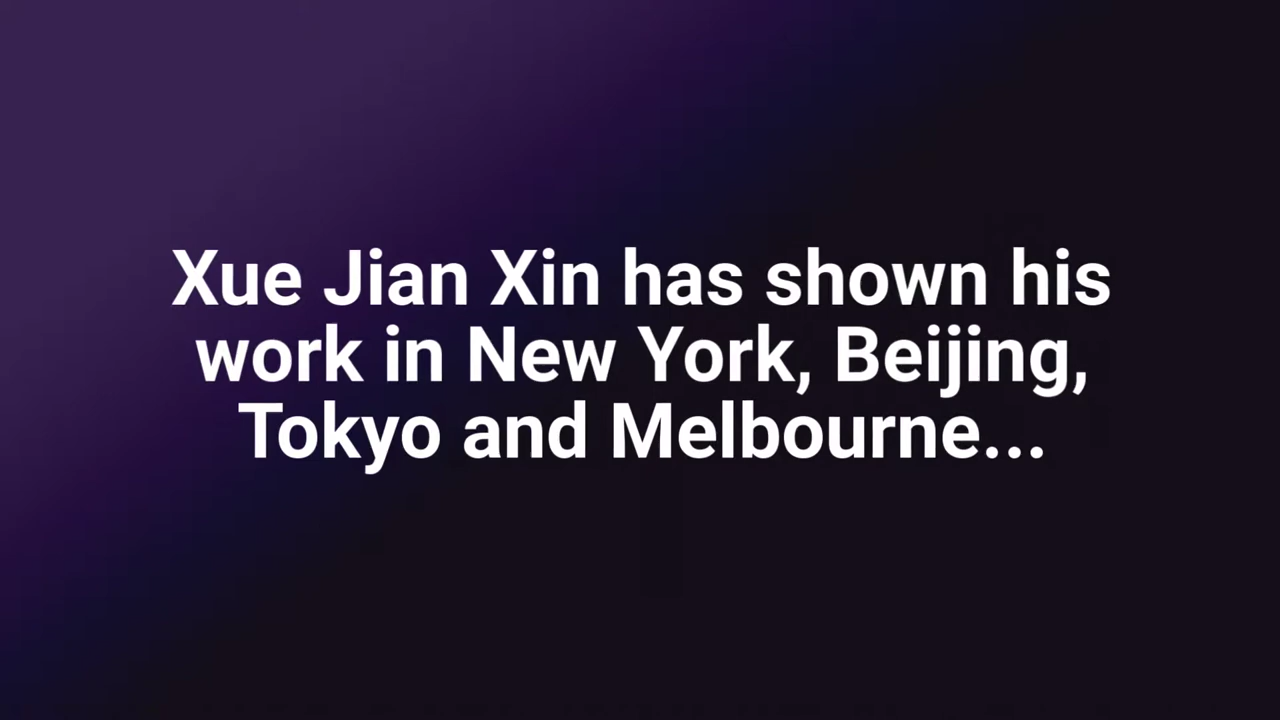 Xue Jian Xin has shown his
work in New York, Beijing,
Tokyo and Melbourne...